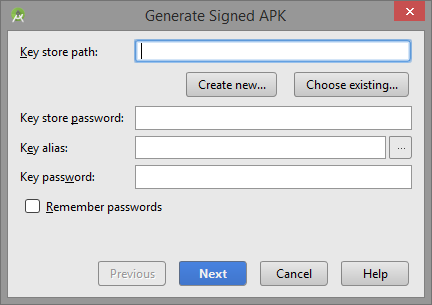 Generate Signed APK
Key store path:
Create new... Choose existing...
Key store password:
Key alias:
...
Key password:
Remember passwords
Previous Next Cancel Help